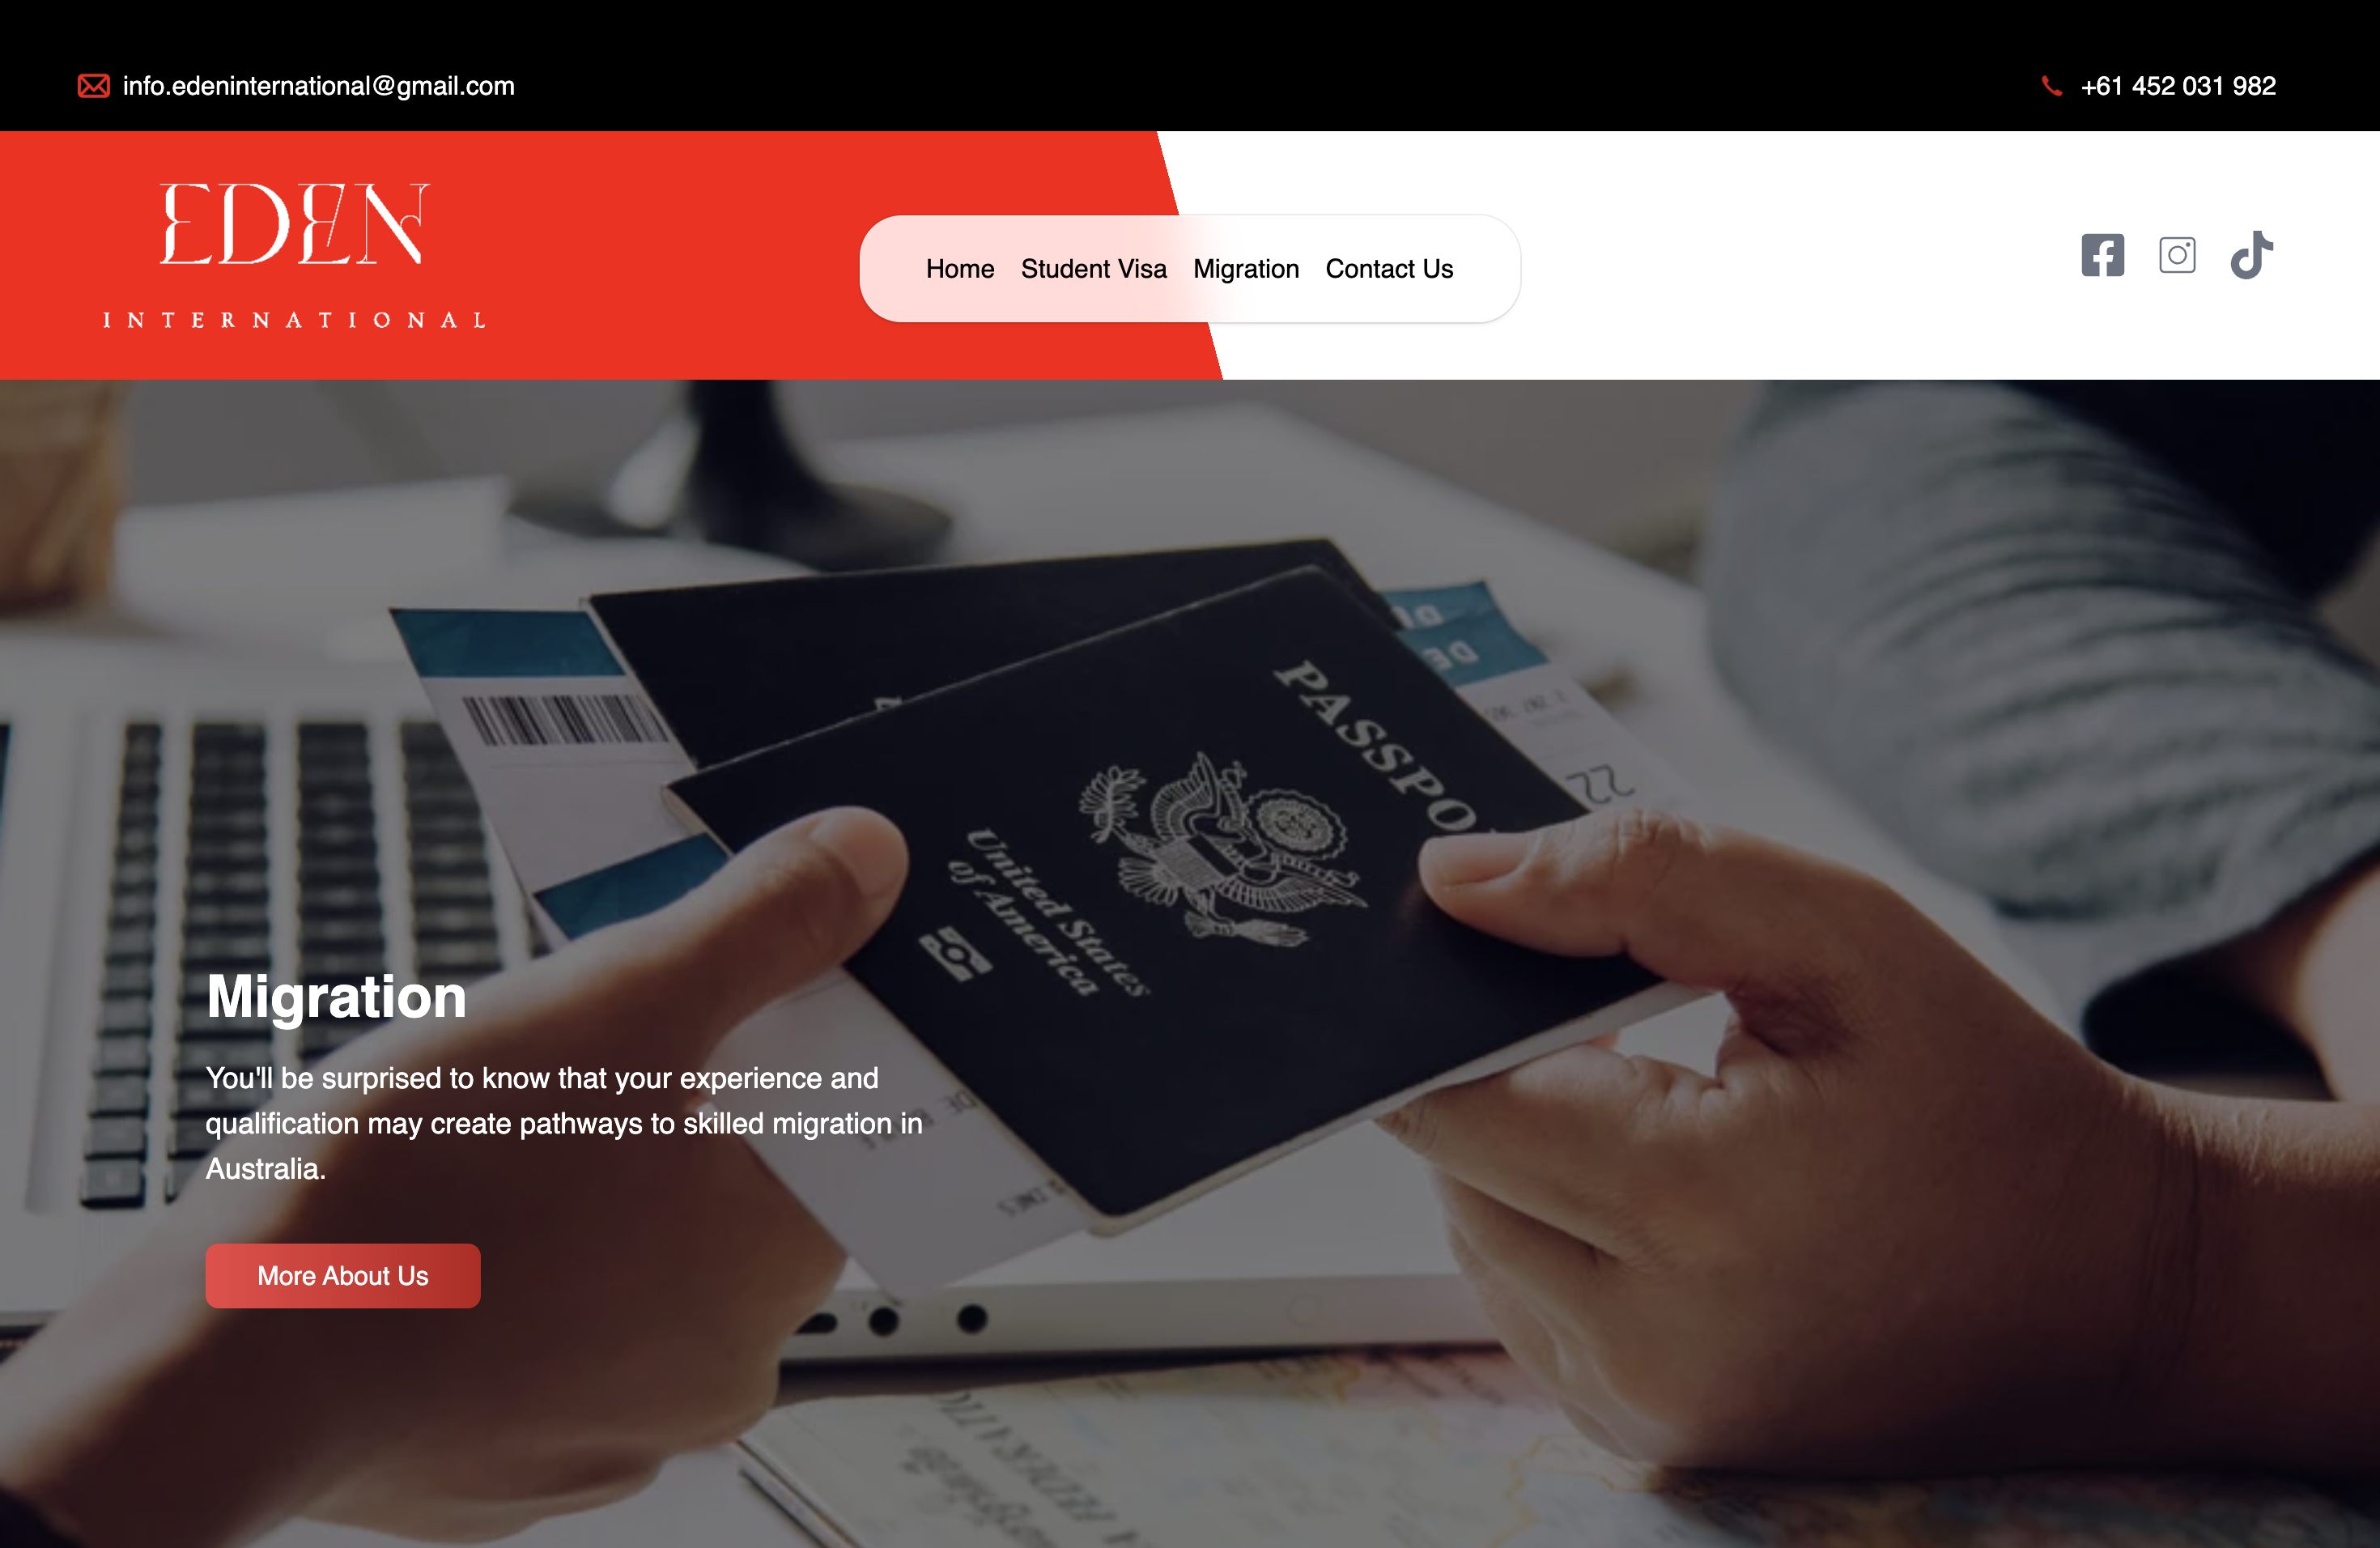 info.edeninternational@gmail.com
+61 452 031 982
EDEN
INTERNATIONAL
Home Student Visa Migration Contact Us
PASSPO
United States
of America
22
Migration
You'll be surprised to know that your experience and
qualification may create pathways to skilled migration in
Australia.
More About Us